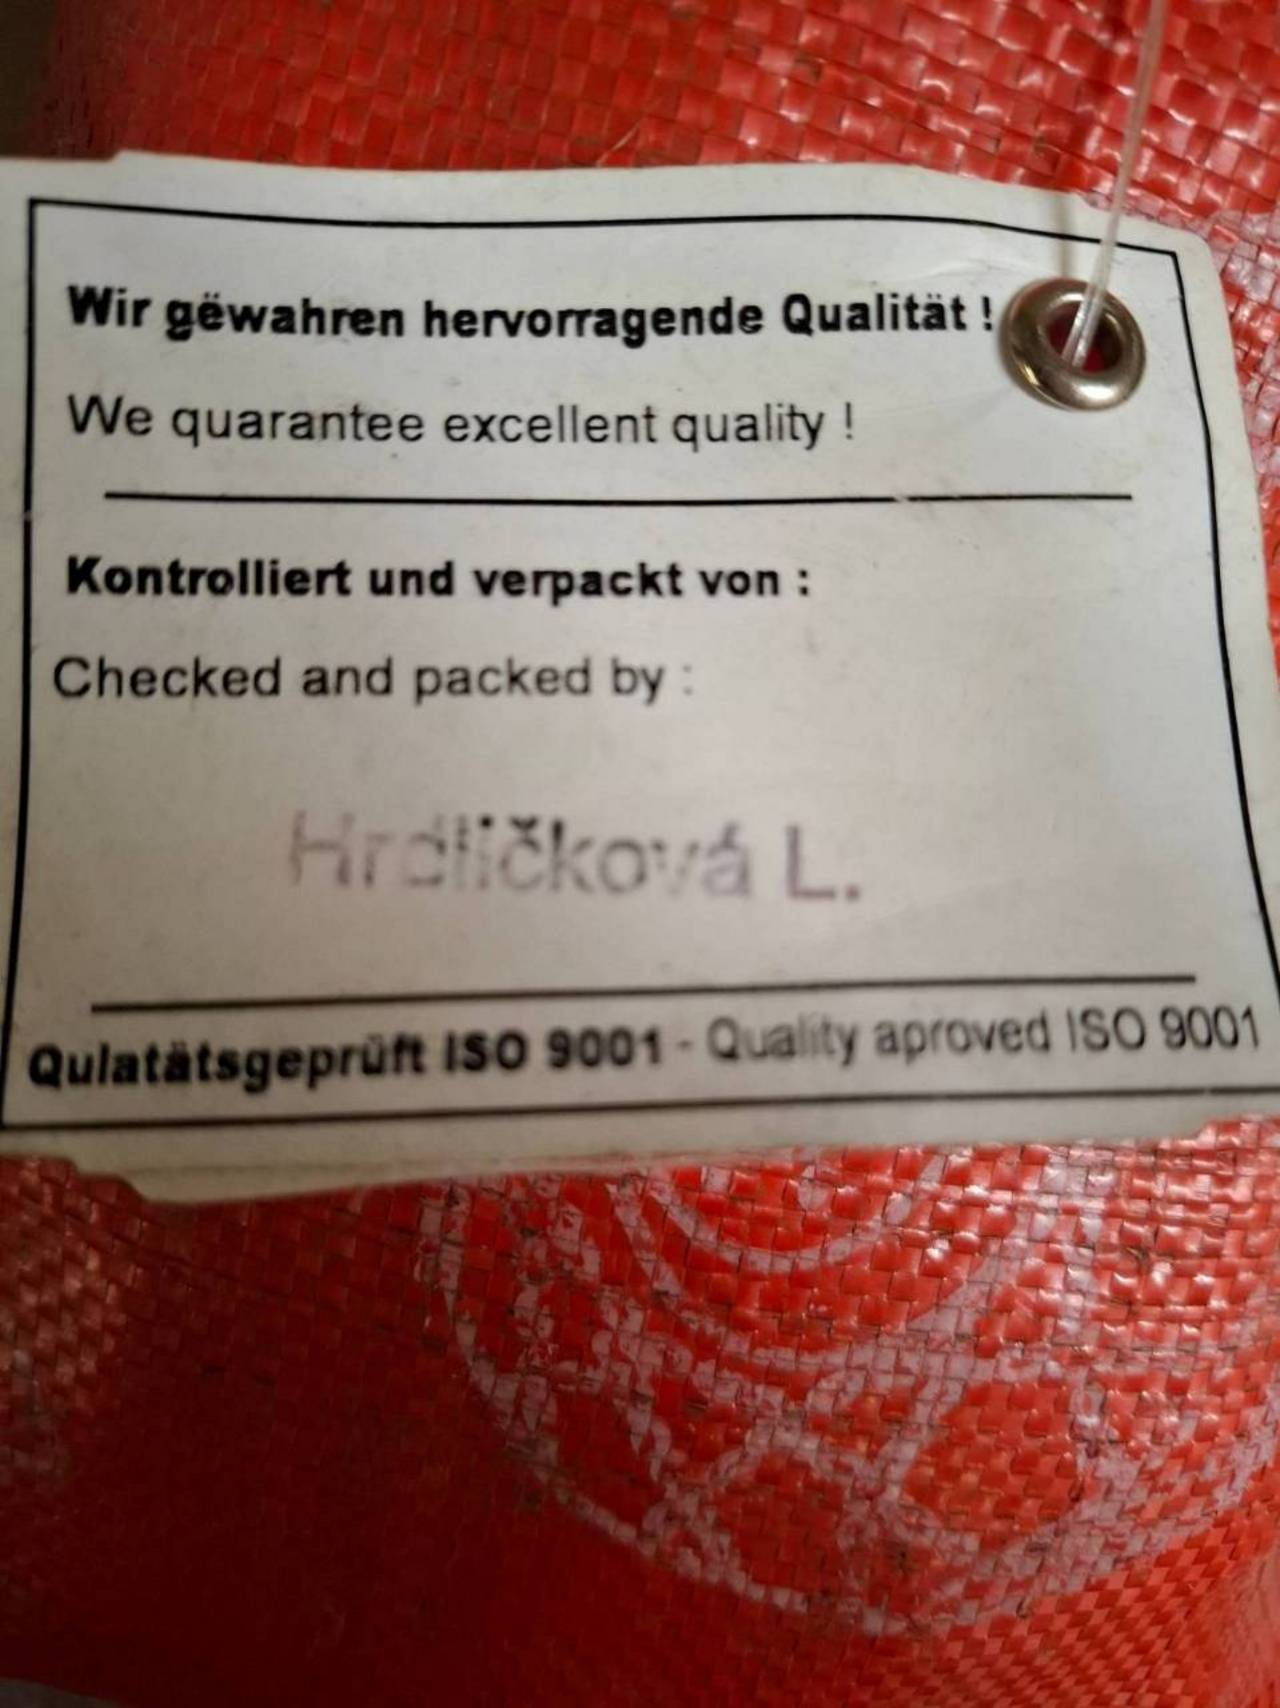 Wir gëwahren hervorragende Qualität !
We quarantee excellent quality !
Kontrolliert und verpackt von :
Checked and packed by :
Hrdličková L.
Qulatätsgeprüft ISO 9001 - Quality aproved ISO 9001